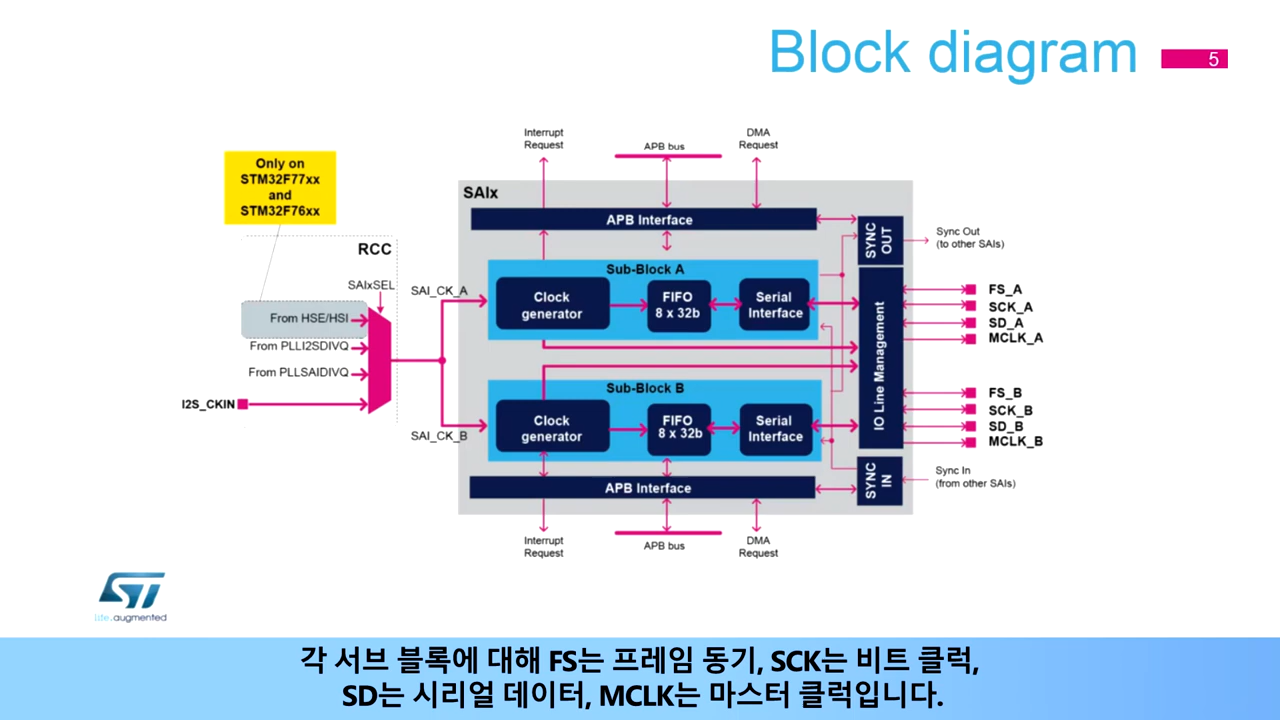 Block diagram
5
Interrupt
Request
APB bus
DMA
Request
Only on
STM32F77xx
and
STM32F76xx
SAIx
APB Interface
SYNC
OUT
Sync Out
(to other SAIs)
RCC
SAIxSEL
SAI_CK_A
Sub-Block A
Clock
generator
FIFO
8 x 32b
Serial
Interface
From HSE/HSI
From PLLI2SDIVQ
From PLLSAIDIVQ
I2S_CKIN
IO Line Management
FS_A
SCK_A
SD_A
MCLK_A
Sub-Block B
Clock
generator
FIFO
8 x 32b
Serial
Interface
SAI_CK_B
FS_B
SCK_B
SD_B
MCLK_B
APB Interface
SYNC
IN
Sync In
(from other SAIs)
Interrupt
Request
APB bus
DMA
Request
ST
life.augmented
각 서브 블록에 대해 FS는 프레임 동기, SCK는 비트 클럭,
SD는 시리얼 데이터, MCLK는 마스터 클럭입니다.